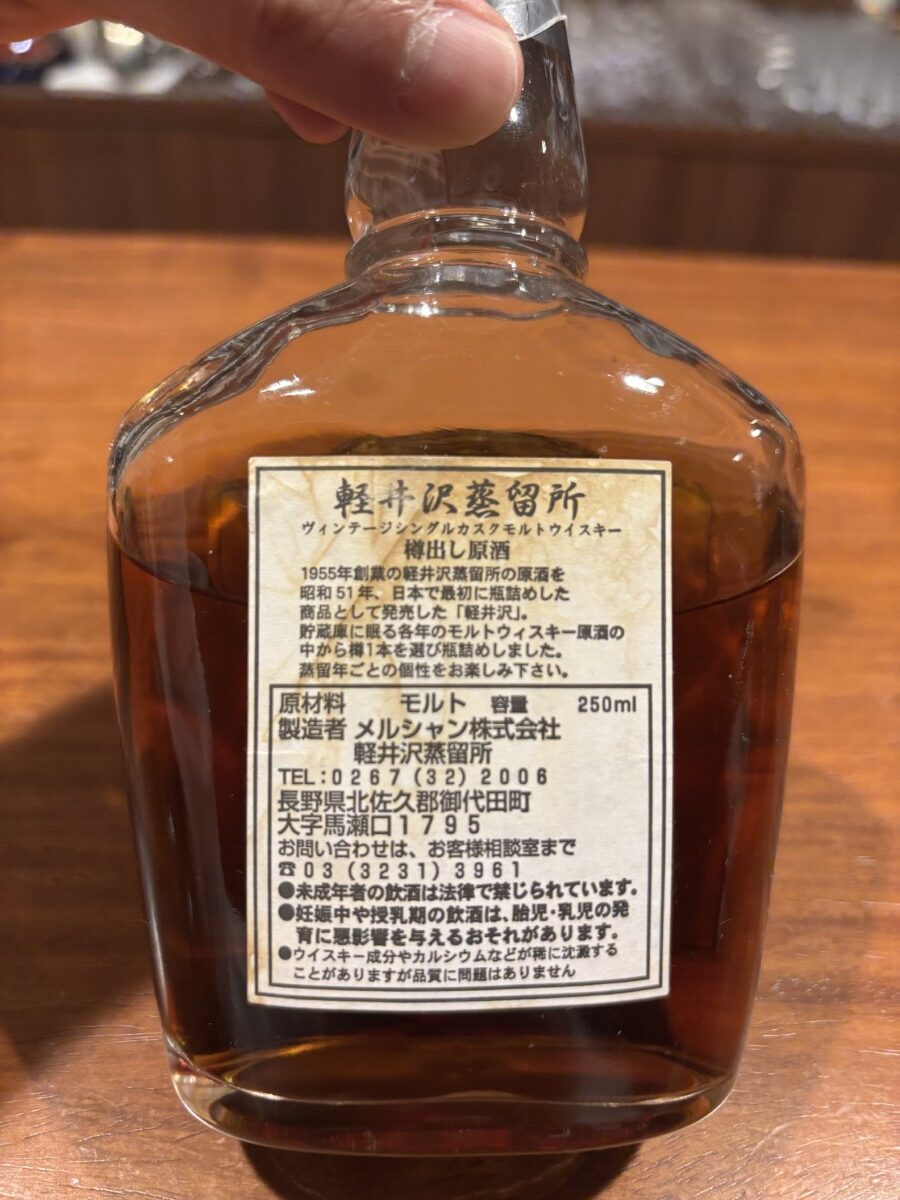 軽井沢蒸留所
ヴィンテージシングルカスクモルトウイスキー
樽出し原酒
1955年創業の軽井沢蒸留所の原酒を
昭和51年、日本で最初に瓶詰めした
商品として発売した「軽井沢」。
貯蔵庫に眠る各年のモルトウィスキー原酒の
中から樽1本を選び瓶詰めしました。
蒸留年ごとの個性をお楽しみ下さい。
原材料 モルト 容量 250ml
製造者 メルシャン株式会社
軽井沢蒸留所
TEL:0267(32)2006
長野県北佐久郡御代田町
大字馬瀬口1795
お問い合わせは、お客様相談室まで
☎03(3231)3961
●未成年者の飲酒は法律で禁じられています。
●妊娠中や授乳期の飲酒は、胎児・乳児の発
育に悪影響を与えるおそれがあります。
●ウイスキー成分やカルシウムなどが稀に沈澱する
ことがありますが品質に問題はありません